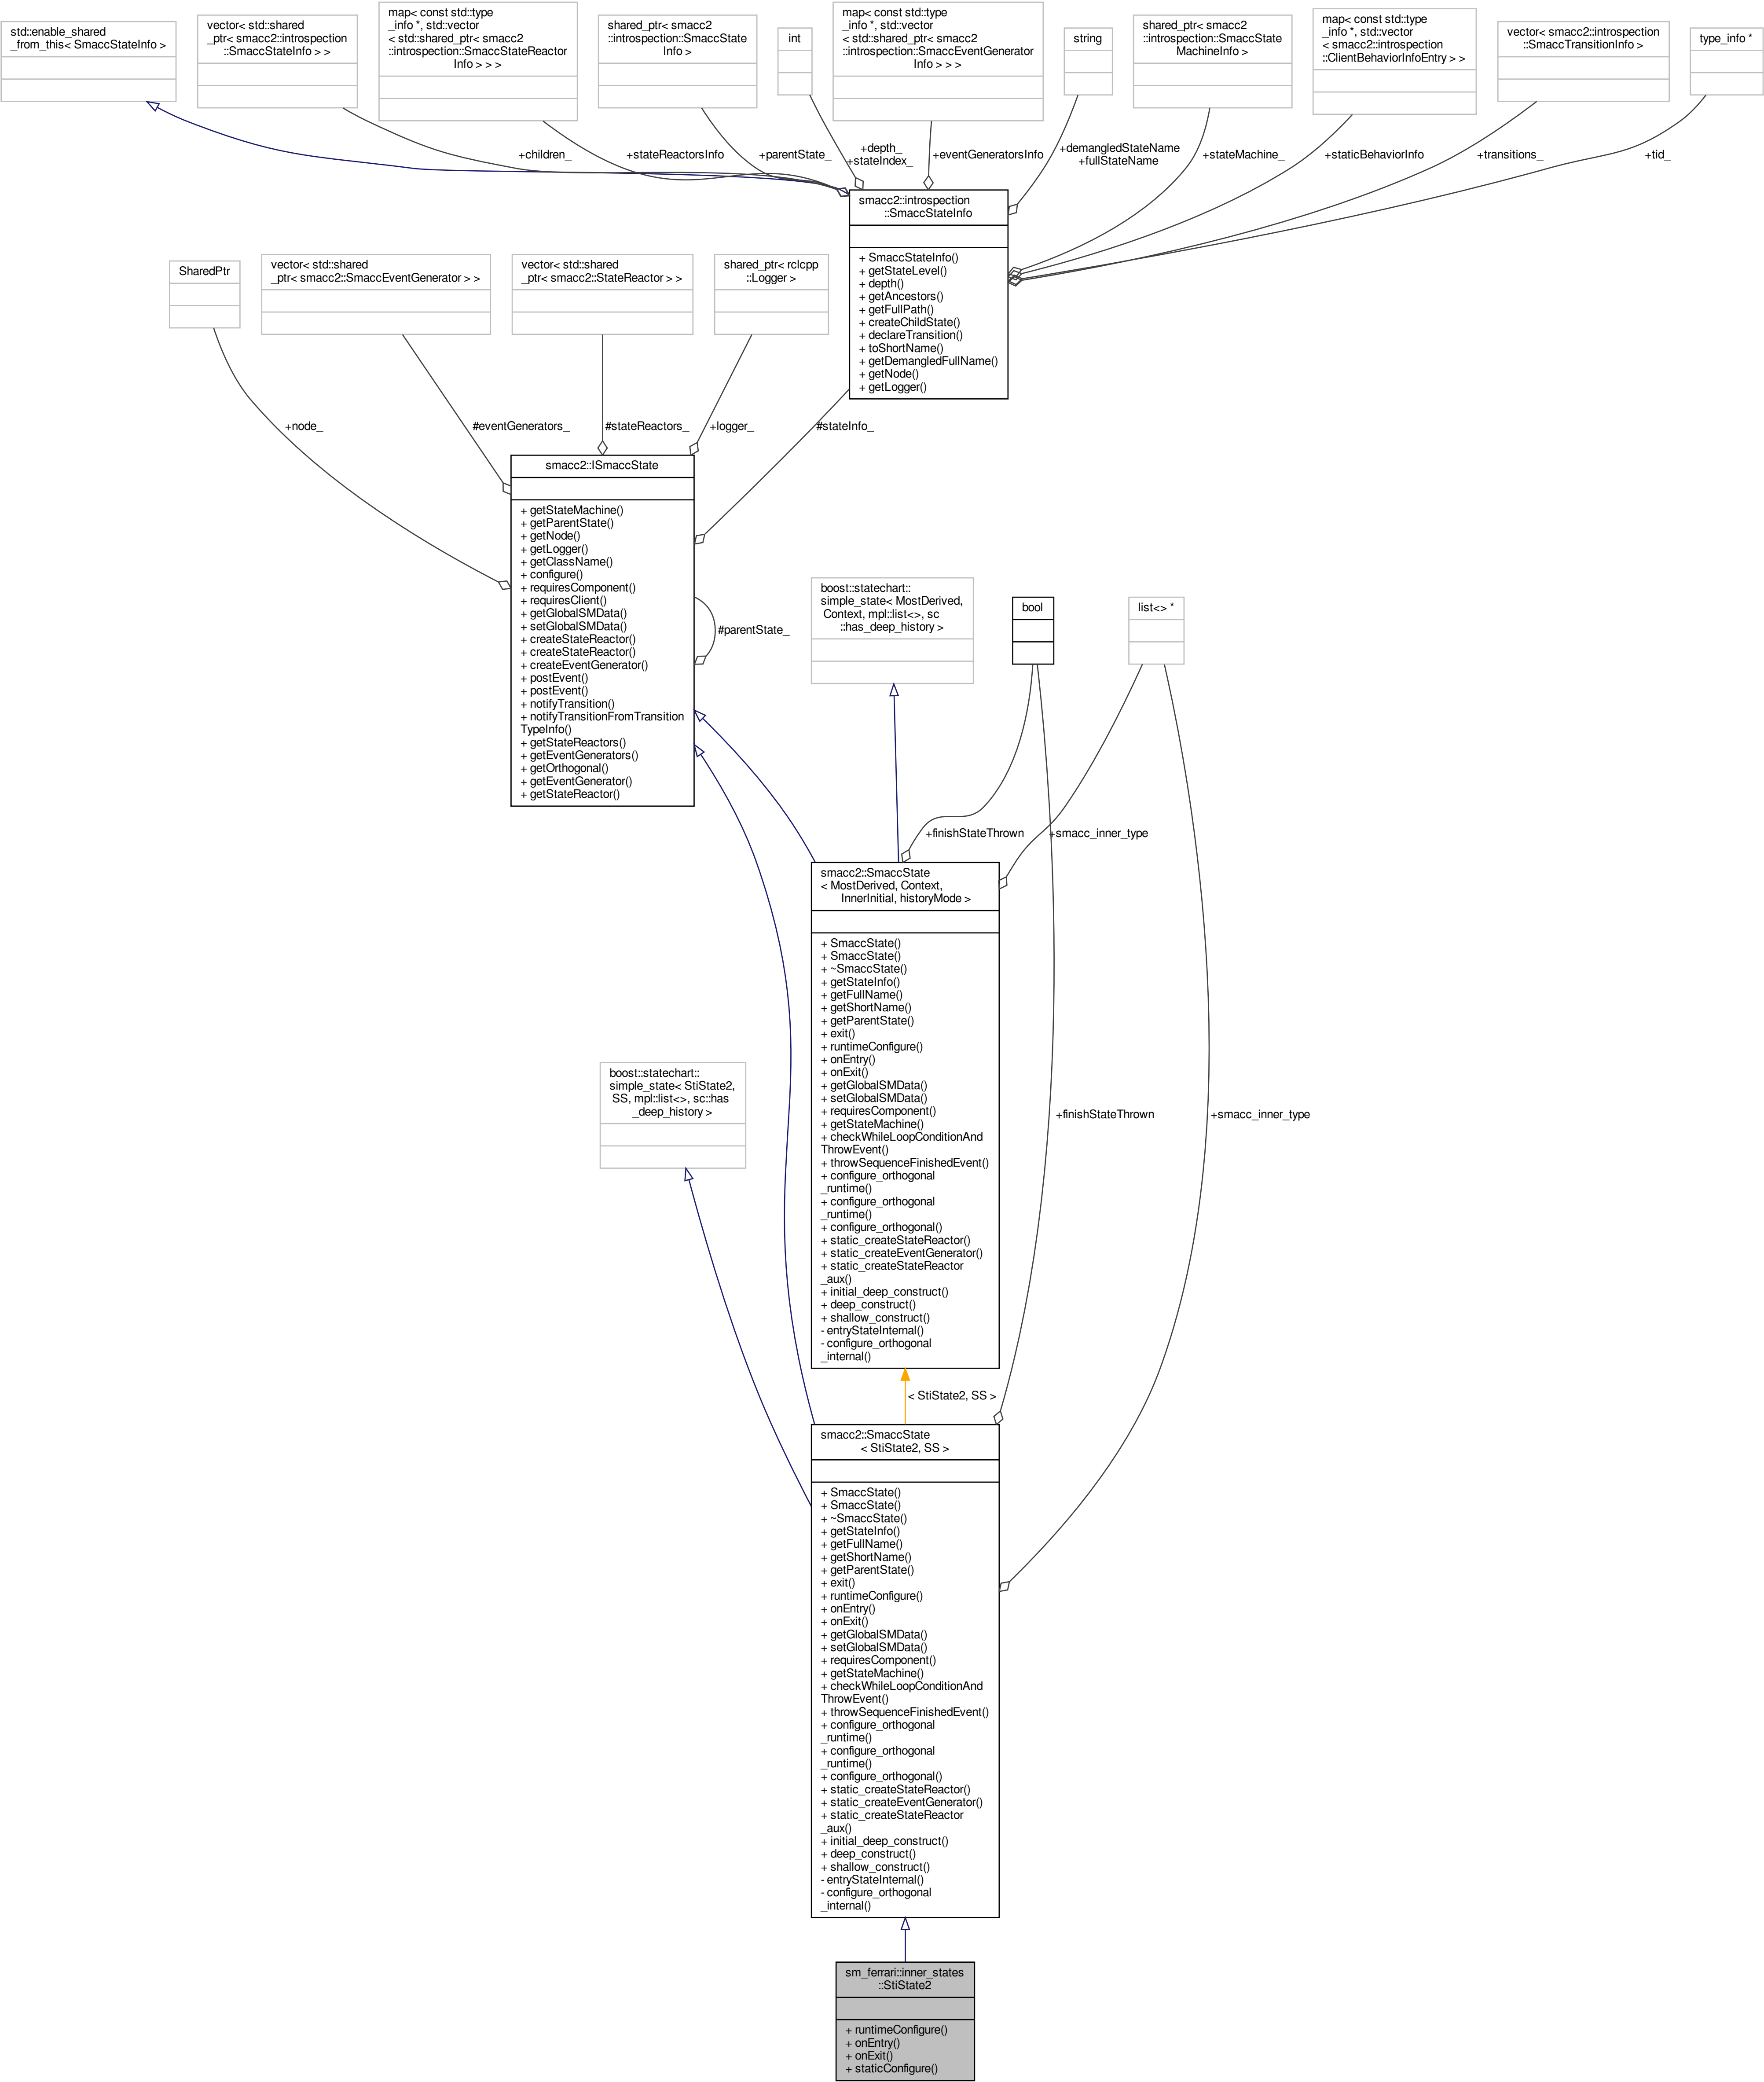 std::enable_shared
_from_this< SmaccStateInfo >
vector< std::shared
_ptr< smacc2::introspection
::SmaccStateInfo > >
map< const std::type
_info *, std::vector
< std::shared_ptr< smacc2
::introspection::SmaccStateReactor
Info > > >
shared_ptr< smacc2
::introspection::SmaccState
Info >
int
map< const std::type
_info *, std::vector
< std::shared_ptr< smacc2
::introspection::SmaccEventGenerator
Info > > >
string
shared_ptr< smacc2
::introspection::SmaccState
MachineInfo >
map< const std::type
_info *, std::vector
< smacc2::introspection
::ClientBehaviorInfoEntry > >
vector< smacc2::introspection
::SmaccTransitionInfo >
type_info *
+children_
+stateReactorsInfo
+parentState_
+depth_
+stateIndex_
+eventGeneratorsInfo
+demangledStateName
+fullStateName
+stateMachine_
+staticBehaviorInfo
+transitions_
+tid_
smacc2::introspection
::SmaccStateInfo
+ SmaccStateInfo()
+ getStateLevel()
+ depth()
+ getAncestors()
+ getFullPath()
+ createChildState()
+ declareTransition()
+ toShortName()
+ getDemangledFullName()
+ getNode()
+ getLogger()
SharedPtr
vector< std::shared
_ptr< smacc2::SmaccEventGenerator > >
vector< std::shared
_ptr< smacc2::StateReactor > >
shared_ptr< rclcpp
::Logger >
+node_
#eventGenerators_
#stateReactors_
+logger_
#stateInfo_
smacc2::ISmaccState
+ getStateMachine()
+ getParentState()
+ getNode()
+ getLogger()
+ getClassName()
+ configure()
+ requiresComponent()
+ requiresClient()
+ getGlobalSMData()
+ setGlobalSMData()
+ createStateReactor()
+ createStateReactor()
+ createEventGenerator()
+ postEvent()
+ postEvent()
+ notifyTransition()
+ notifyTransitionFromTransition
TypeInfo()
+ getStateReactors()
+ getEventGenerators()
+ getOrthogonal()
+ getEventGenerator()
+ getStateReactor()
#parentState_
boost::statechart::
simple_state< MostDerived,
Context, mpl::list<>, sc
::has_deep_history >
bool
list<> *
+finishStateThrown
+smacc_inner_type
smacc2::SmaccState
< MostDerived, Context,
InnerInitial, historyMode >
+ SmaccState()
+ SmaccState()
+ ~SmaccState()
+ getStateInfo()
+ getFullName()
+ getShortName()
+ getParentState()
+ exit()
+ runtimeConfigure()
+ onEntry()
+ onExit()
+ getGlobalSMData()
+ setGlobalSMData()
+ requiresComponent()
+ getStateMachine()
+ checkWhileLoopConditionAnd
ThrowEvent()
+ throwSequenceFinishedEvent()
+ configure_orthogonal
_runtime()
+ configure_orthogonal
_runtime()
+ configure_orthogonal()
+ static_createStateReactor()
+ static_createEventGenerator()
+ static_createStateReactor
_aux()
+ initial_deep_construct()
+ deep_construct()
+ shallow_construct()
- entryStateInternal()
- configure_orthogonal
_internal()
boost::statechart::
simple_state< StiState2,
SS, mpl::list<>, sc::has
_deep_history >
+finishStateThrown
+smacc_inner_type
< StiState2, SS >
smacc2::SmaccState
< StiState2, SS >
+ SmaccState()
+ SmaccState()
+ ~SmaccState()
+ getStateInfo()
+ getFullName()
+ getShortName()
+ getParentState()
+ exit()
+ runtimeConfigure()
+ onEntry()
+ onExit()
+ getGlobalSMData()
+ setGlobalSMData()
+ requiresComponent()
+ getStateMachine()
+ checkWhileLoopConditionAnd
ThrowEvent()
+ throwSequenceFinishedEvent()
+ configure_orthogonal
_runtime()
+ configure_orthogonal
_runtime()
+ configure_orthogonal()
+ static_createStateReactor()
+ static_createEventGenerator()
+ static_createStateReactor
_aux()
+ initial_deep_construct()
+ deep_construct()
+ shallow_construct()
- entryStateInternal()
- configure_orthogonal
_internal()
sm_ferrari::inner_states
::StiState2
+ runtimeConfigure()
+ onEntry()
+ onExit()
+ staticConfigure()